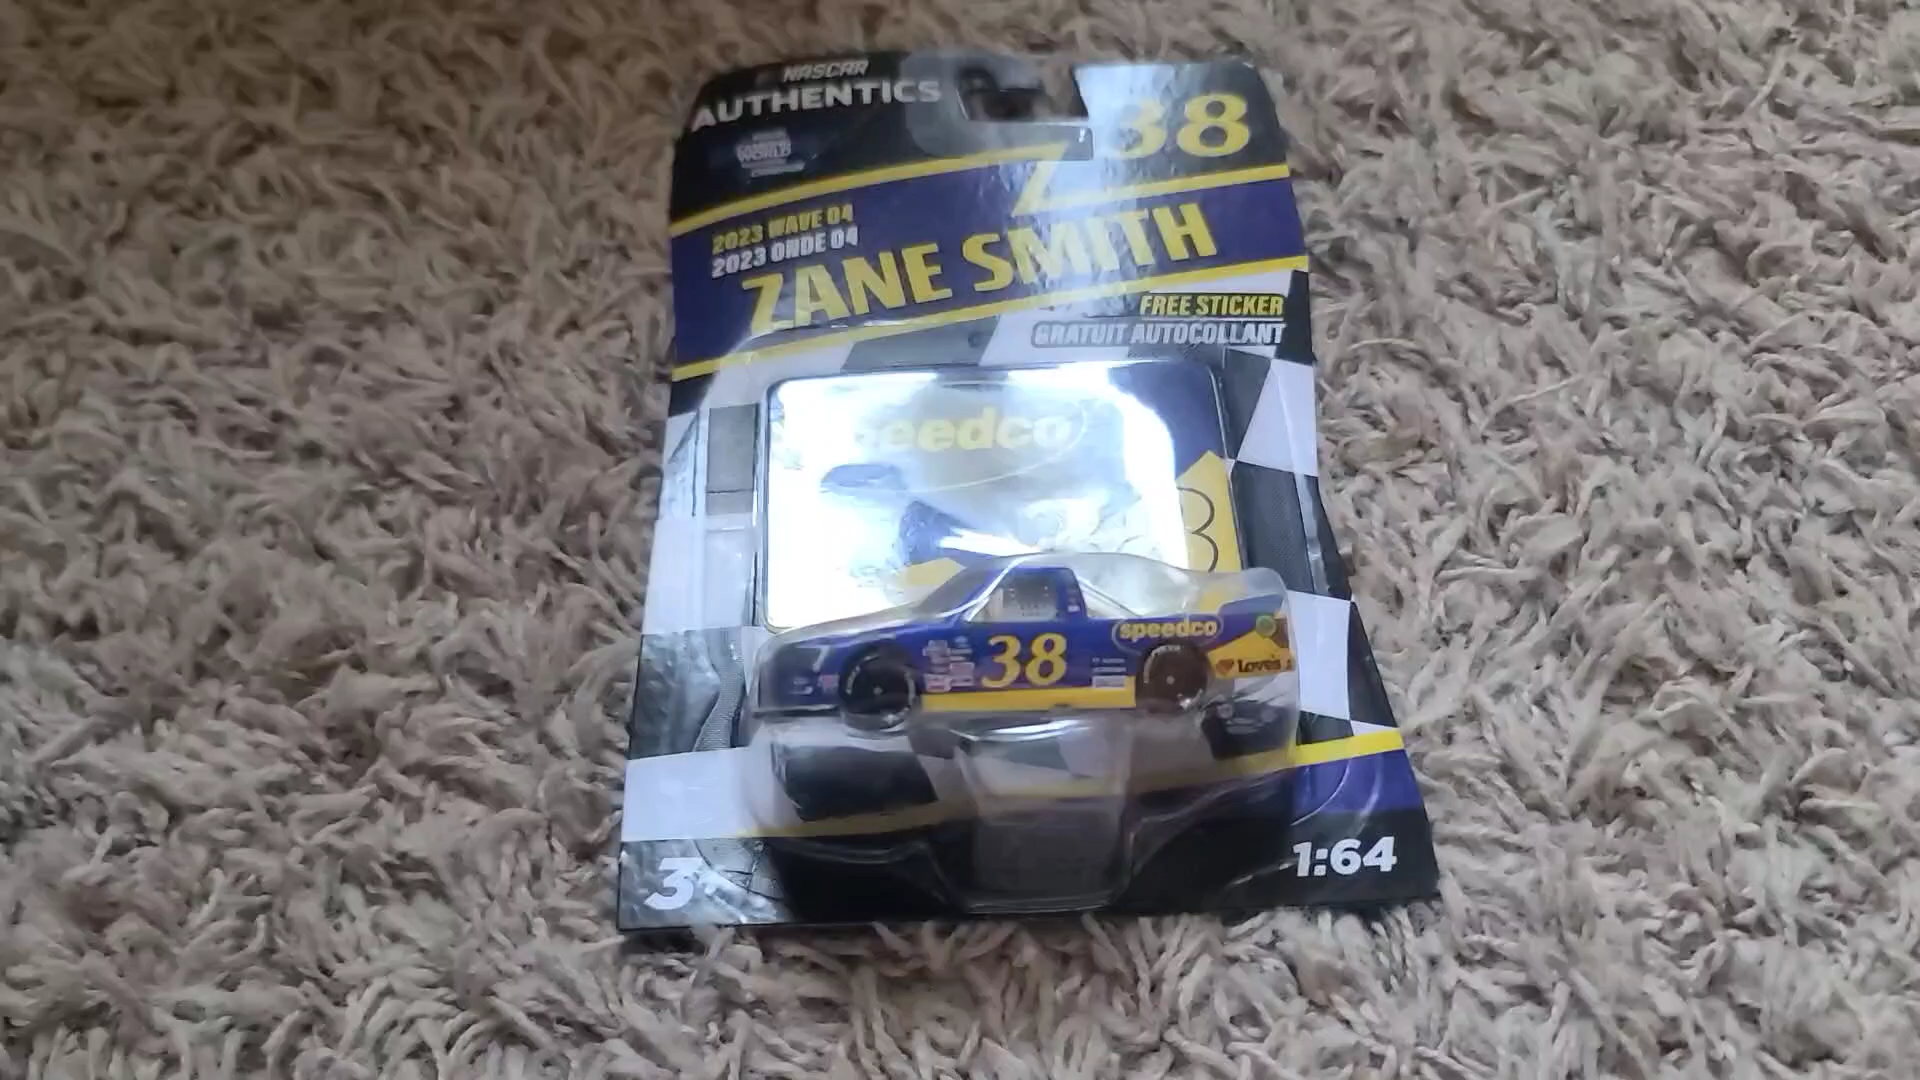 NASCAR
AUTHENTICS
38
2023 WAVE 04
2023 ONDE 04
ZANE SMITH
FREE STICKER
GRATUIT AUTOCOLLANT
speedco
38
speedco
Love's
3+
1:64